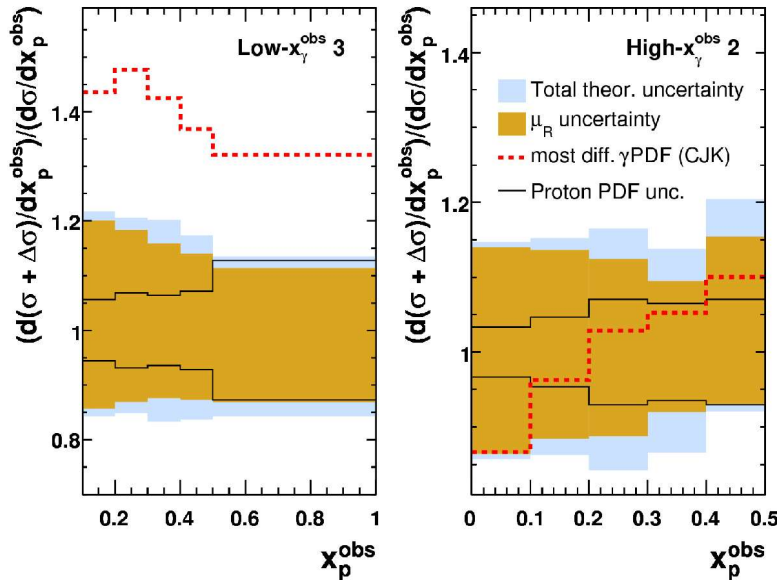 (d(σ + Δσ)/dx_p^obs)/(dσ/dx_p^obs)
Low-x_γ^obs 3
1.4
1.2
1
0.8
0.2 0.4 0.6 0.8 1
x_p^obs
(d(σ + Δσ)/dx_p^obs)/(dσ/dx_p^obs)
High-x_γ^obs 2
Total theor. uncertainty
μ_R uncertainty
most diff. γPDF (CJK)
Proton PDF unc.
1.4
1.2
1
0 0.1 0.2 0.3 0.4 0.5
x_p^obs